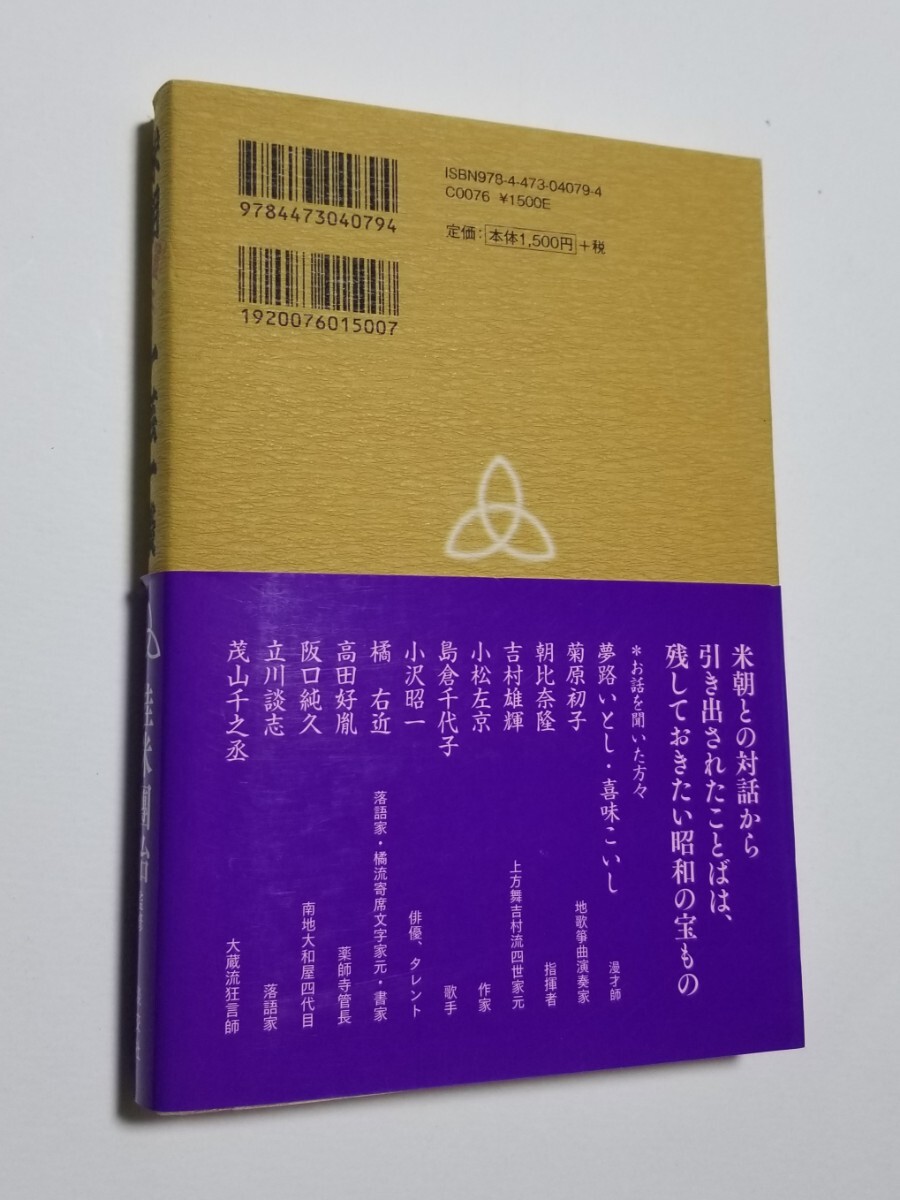 ISBN978-4-473-04079-4
C0076 ¥1500E
定価：本体1,500円+税
9784473040794
1920076015007
米朝との対話から
引き出されたことばは、
残しておきたい昭和の宝もの
＊お話を聞いた方々
夢路いとし・喜味こいし 漫才師
菊原初子 地歌箏曲演奏家
朝比奈隆 指揮者
吉村雄輝 上方舞吉村流四世家元
小松左京 作家
島倉千代子 歌手
小沢昭一 俳優、タレント
橘 右近 落語家・橘流寄席文字家元・書家
高田好胤 薬師寺管長
阪口純久 南地大和屋四代目
立川談志 落語家
茂山千之丞 大蔵流狂言師
桂米團治